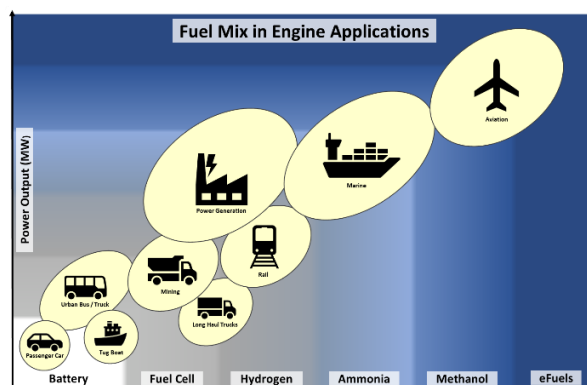 Fuel Mix in Engine Applications
Power Output (MW)
Aviation
Marine
Power Generation
Rail
Mining
Urban Bus / Truck
Long Haul Trucks
Passenger Car
Tug Boat
Battery
Fuel Cell
Hydrogen
Ammonia
Methanol
eFuels